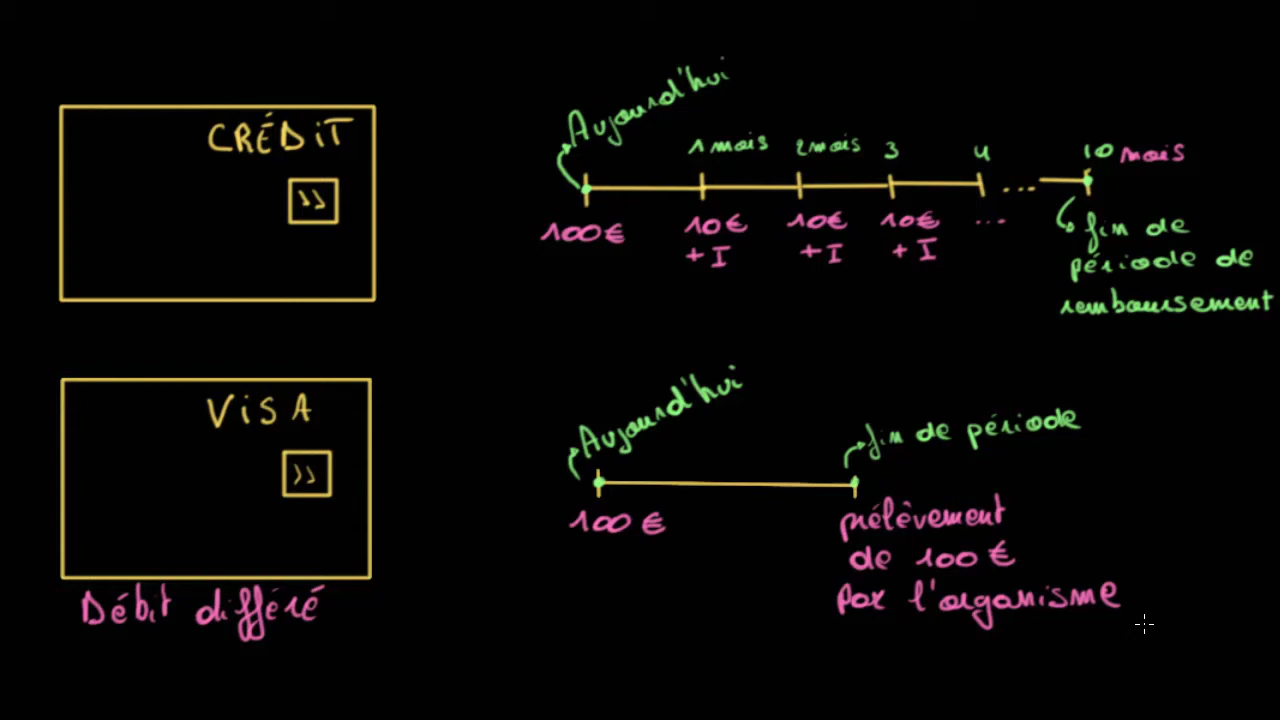 CRÉDiT
Aujourd'hui
1 mois 2 mois 3 4 ... 10 mois
100€ 10€ 10€ 10€ ...
+ I + I + I
fin de
période de
remboursement
ViSA
Débit différé
Aujourd'hui
fin de période
100 €
prélèvement
de 100 €
par l'organisme